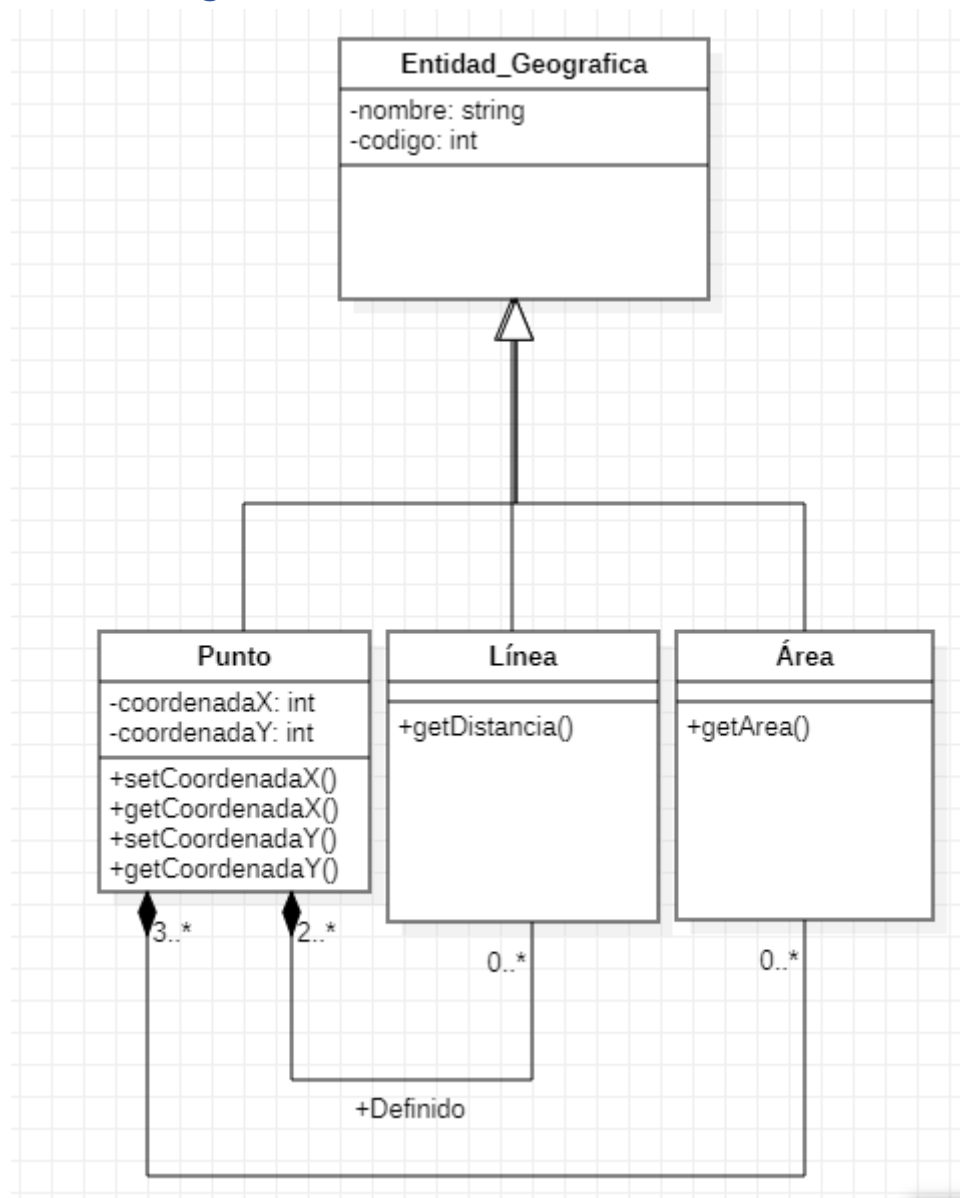 Entidad_Geografica
-nombre: string
-codigo: int
Punto
-coordenadaX: int
-coordenadaY: int
+setCoordenadaX()
+getCoordenadaX()
+setCoordenadaY()
+getCoordenadaY()
Línea
+getDistancia()
Área
+getArea()
3..*
2..*
0..*
0..*
+Definido